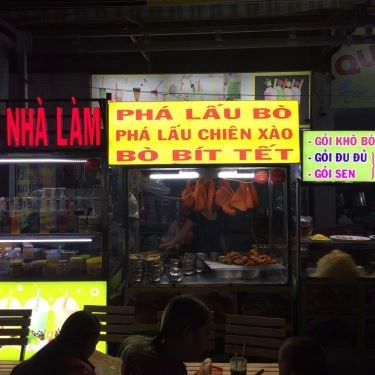 NHÀ LÀM
PHÁ LẤU BÒ
PHÁ LẤU CHIÊN XÀO
BÒ BÍT TẾT
- GỎI KHÔ BÒ
- GỎI ĐU ĐỦ
- GỎI SEN
QU